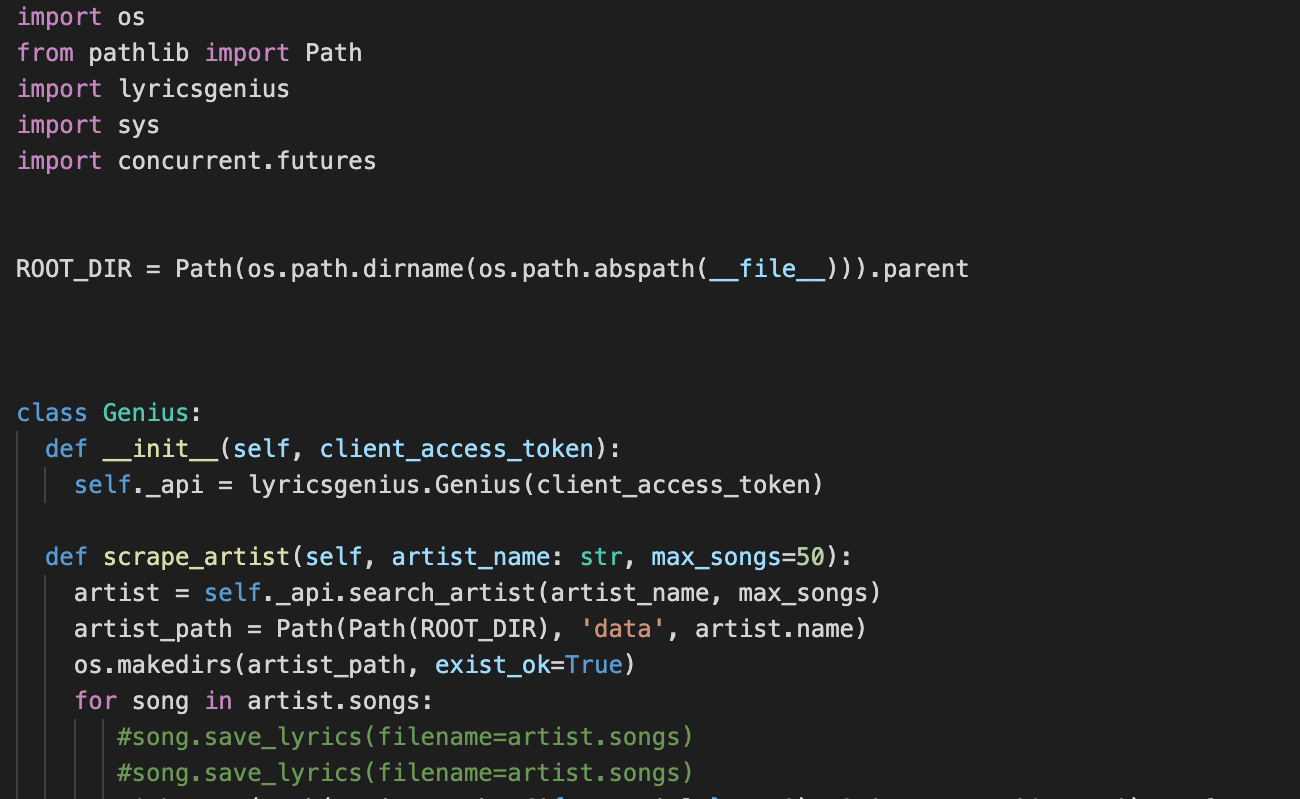 import os
from pathlib import Path
import lyricsgenius
import sys
import concurrent.futures
ROOT_DIR = Path(os.path.dirname(os.path.abspath(__file__))).parent
class Genius:
def __init__(self, client_access_token):
self._api = lyricsgenius.Genius(client_access_token)
def scrape_artist(self, artist_name: str, max_songs=50):
artist = self._api.search_artist(artist_name, max_songs)
artist_path = Path(Path(ROOT_DIR), 'data', artist.name)
os.makedirs(artist_path, exist_ok=True)
for song in artist.songs:
#song.save_lyrics(filename=artist.songs)
#song.save_lyrics(filename=artist.songs)